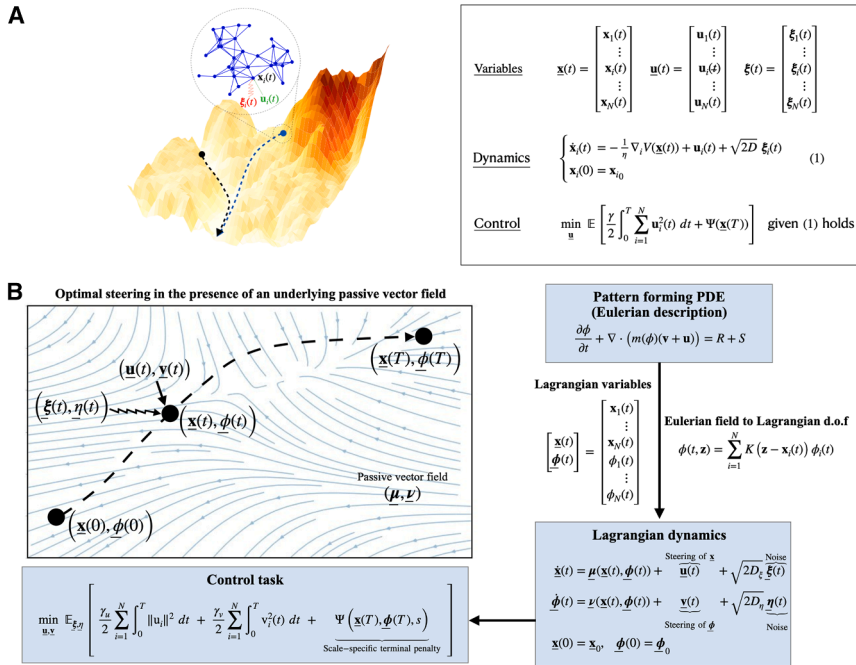 A
x_i(t)
ξ_i(t) u_i(t)
Variables x(t) = [x_1(t) ⋮ x_i(t) ⋮ x_N(t)] u(t) = [u_1(t) ⋮ u_i(t) ⋮ u_N(t)] ξ(t) = [ξ_1(t) ⋮ ξ_i(t) ⋮ ξ_N(t)]
Dynamics { ẋ_i(t) = − 1/η ∇_i V(x(t)) + u_i(t) + √2D ξ_i(t)
x_i(0) = x_{i_0} (1)
Control min_u 𝔼 [ γ/2 ∫_0^T ∑_{i=1}^N u_i^2(t) dt + Ψ(x(T)) ] given (1) holds
B
Optimal steering in the presence of an underlying passive vector field
(x(T), ϕ(T))
(u(t), v(t))
(ξ(t), η(t))
(x(t), ϕ(t))
Passive vector field
(μ, ν)
(x(0), ϕ(0))
Pattern forming PDE
(Eulerian description)
∂ϕ/∂t + ∇ · (m(ϕ)(v + u)) = R + S
Lagrangian variables
[x(t) ϕ(t)] = [x_1(t) ⋮ x_N(t) ϕ_1(t) ⋮ ϕ_N(t)]
Eulerian field to Lagrangian d.o.f
ϕ(t, z) = ∑_{i=1}^N K (z − x_i(t)) ϕ_i(t)
Lagrangian dynamics
Steering of x Noise
ẋ(t) = μ(x(t), ϕ(t)) + u(t) + √2D_ξ ξ(t)
ϕ̇(t) = ν(x(t), ϕ(t)) + v(t) + √2D_η η(t)
Steering of ϕ Noise
x(0) = x_0, ϕ(0) = ϕ_0
Control task
min_{u,v} 𝔼_{ξ,η} [ γ_u/2 ∑_{i=1}^N ∫_0^T ∥u_i∥^2 dt + γ_v/2 ∑_{i=1}^N ∫_0^T v_i^2(t) dt + Ψ (x(T), ϕ(T), s) ]
Scale−specific terminal penalty